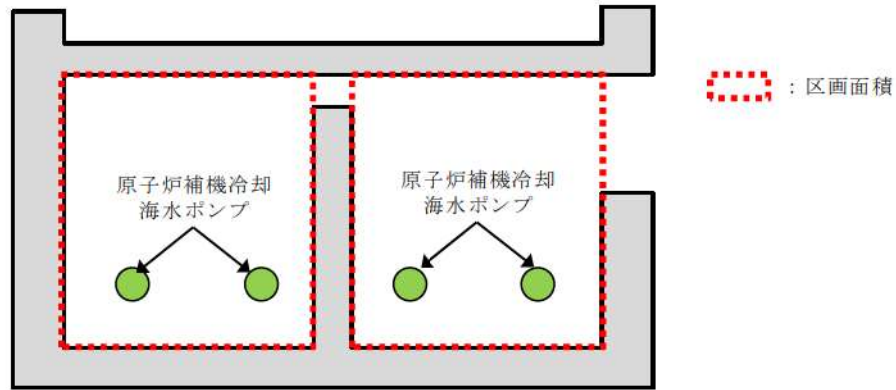 ：区画面積
原子炉補機冷却
海水ポンプ
原子炉補機冷却
海水ポンプ